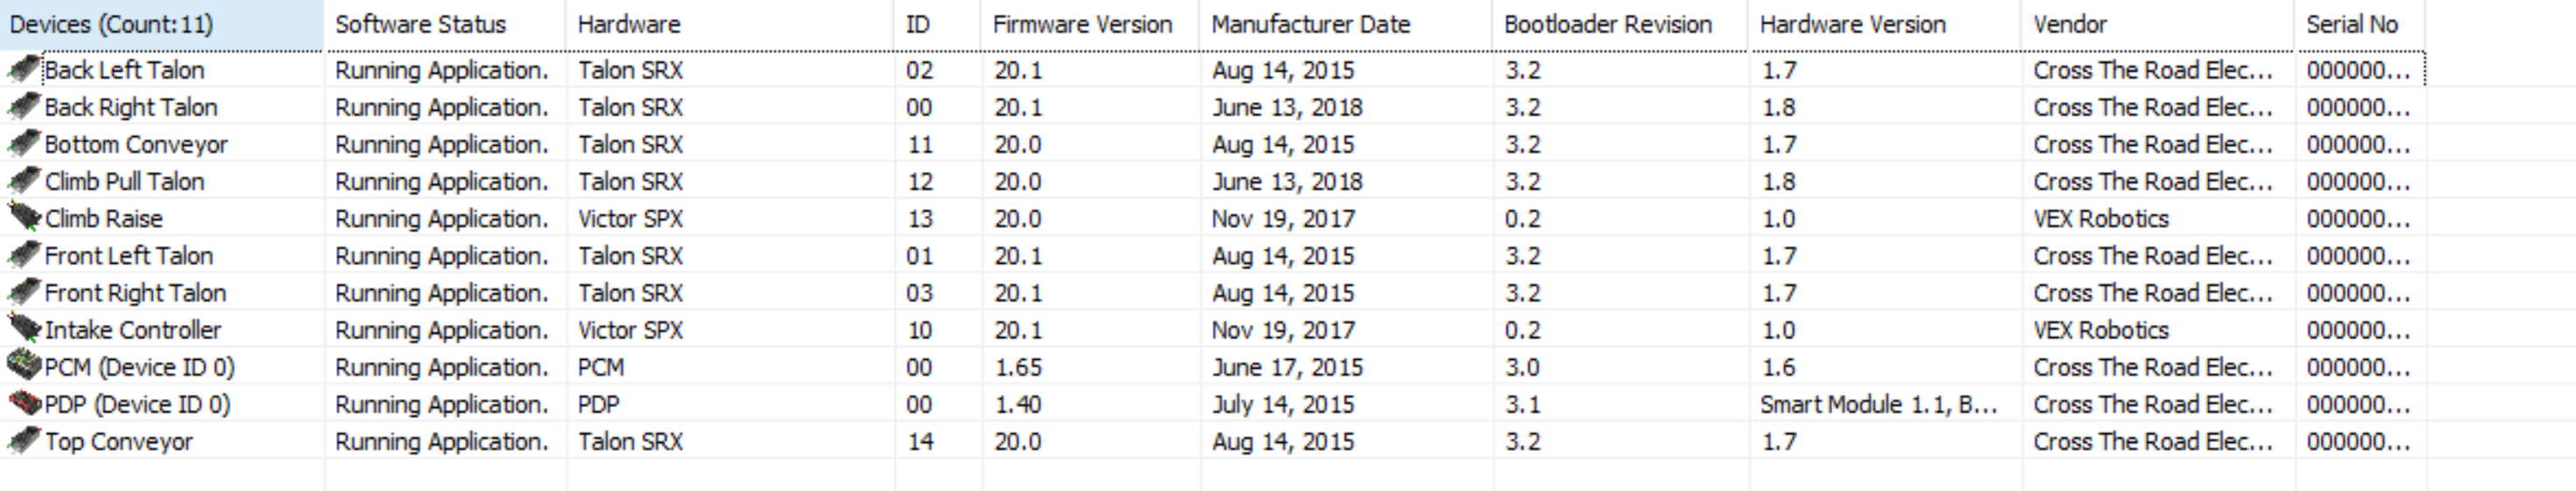 Devices (Count:11) Software Status Hardware ID Firmware Version Manufacturer Date Bootloader Revision Hardware Version Vendor Serial No
Back Left Talon Running Application. Talon SRX 02 20.1 Aug 14, 2015 3.2 1.7 Cross The Road Elec... 000000...
Back Right Talon Running Application. Talon SRX 00 20.1 June 13, 2018 3.2 1.8 Cross The Road Elec... 000000...
Bottom Conveyor Running Application. Talon SRX 11 20.0 Aug 14, 2015 3.2 1.7 Cross The Road Elec... 000000...
Climb Pull Talon Running Application. Talon SRX 12 20.0 June 13, 2018 3.2 1.8 Cross The Road Elec... 000000...
Climb Raise Running Application. Victor SPX 13 20.0 Nov 19, 2017 0.2 1.0 VEX Robotics 000000...
Front Left Talon Running Application. Talon SRX 01 20.1 Aug 14, 2015 3.2 1.7 Cross The Road Elec... 000000...
Front Right Talon Running Application. Talon SRX 03 20.1 Aug 14, 2015 3.2 1.7 Cross The Road Elec... 000000...
Intake Controller Running Application. Victor SPX 10 20.1 Nov 19, 2017 0.2 1.0 VEX Robotics 000000...
PCM (Device ID 0) Running Application. PCM 00 1.65 June 17, 2015 3.0 1.6 Cross The Road Elec... 000000...
PDP (Device ID 0) Running Application. PDP 00 1.40 July 14, 2015 3.1 Smart Module 1.1, B... Cross The Road Elec... 000000...
Top Conveyor Running Application. Talon SRX 14 20.0 Aug 14, 2015 3.2 1.7 Cross The Road Elec... 000000...